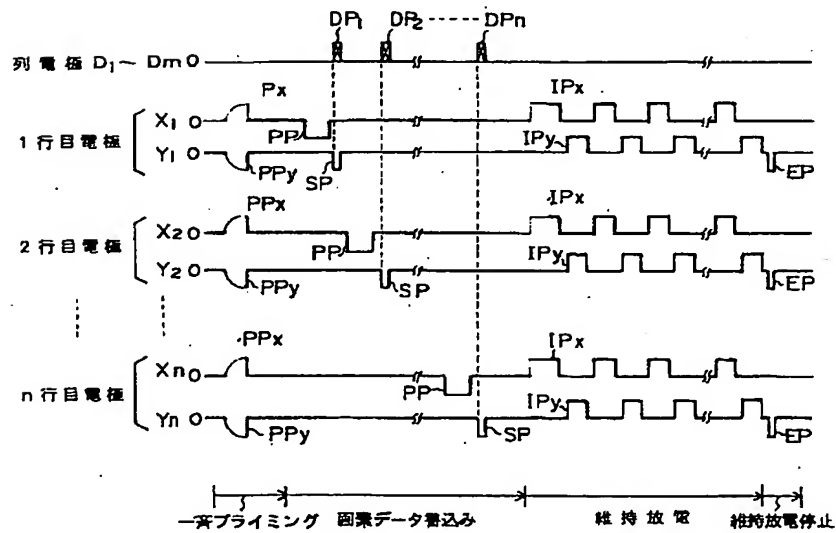 DP1 DP2 ------- DPn
列電極 D1〜Dm 0
Px IPx
1行目電極
X1 0
PP
IPy
Y1 0
PPy SP EP
PPx IPx
2行目電極
X2 0
PP
IPy
Y2 0
PPy SP EP
PPx IPx
n行目電極
Xn 0
PP
IPy
Yn 0
PPy SP EP
一斉プライミング 画素データ書込み 維持放電 維持放電停止